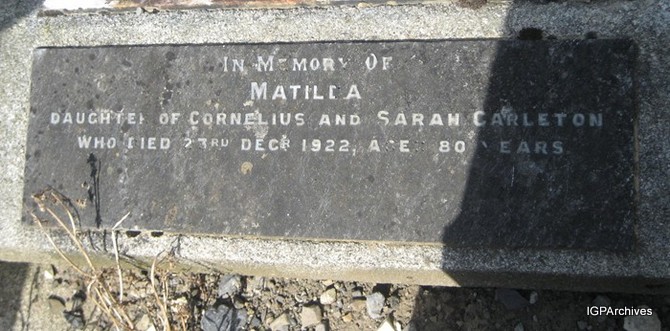 In Memory Of
Matilda
Daughter of Cornelius and Sarah Carleton
who died 23rd Decr 1922, aged 80 years
IGPArchives